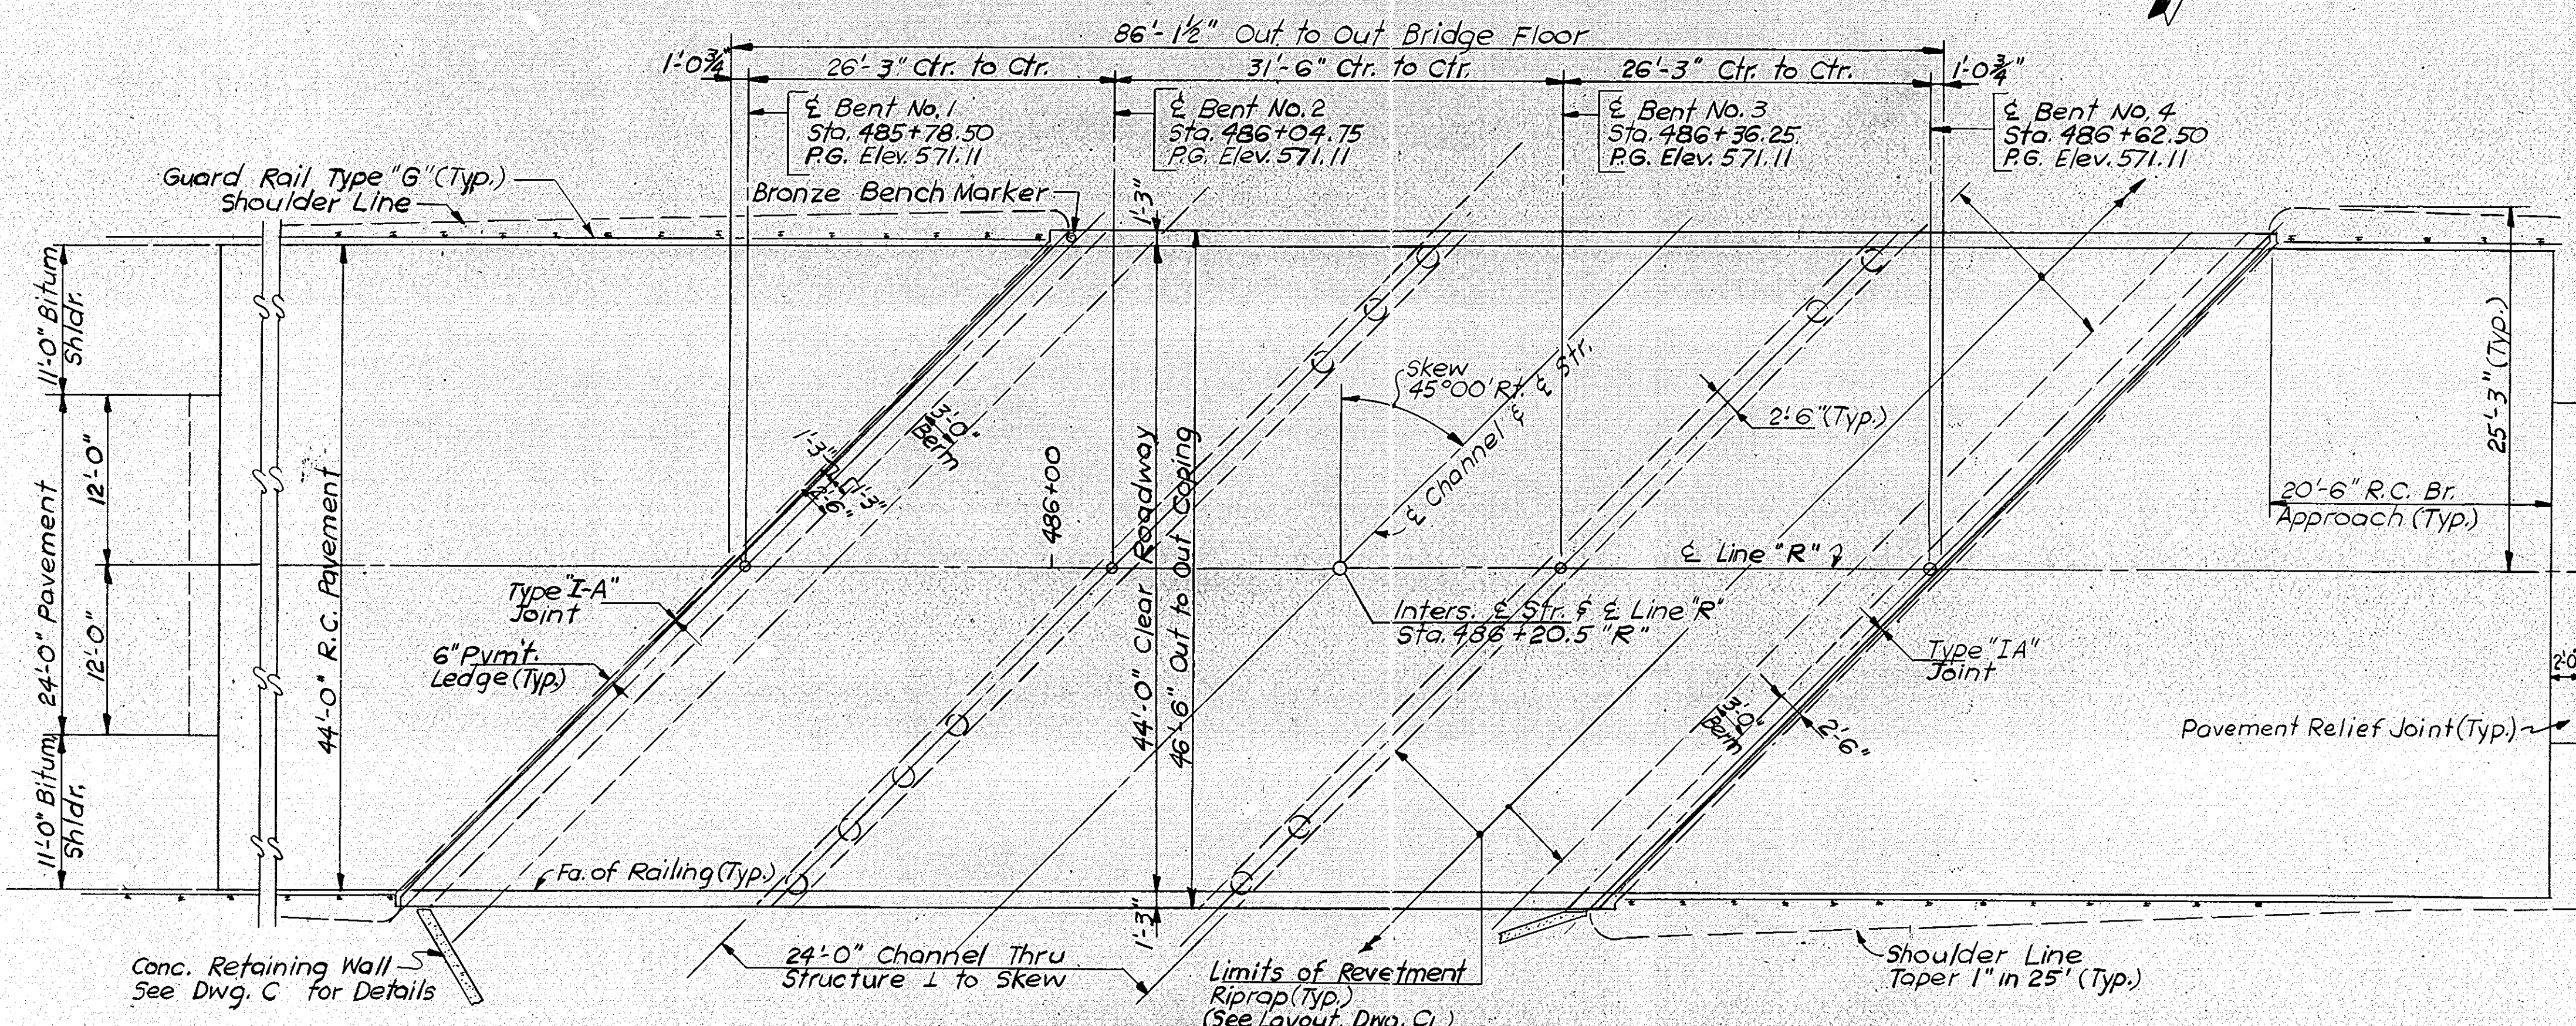 86'-1½" Out to Out Bridge Floor
1'-0¾"
26'-3" Ctr. to Ctr.
31'-6" Ctr. to Ctr.
26'-3" Ctr. to Ctr.
1'-0¾"
℄ Bent No. 1
Sta. 485+78.50
P.G. Elev. 571.11
℄ Bent No. 2
Sta. 486+04.75
P.G. Elev. 571.11
℄ Bent No. 3
Sta. 486+36.25
P.G. Elev. 571.11
℄ Bent No. 4
Sta. 486+62.50
P.G. Elev. 571.11
Guard Rail Type "G" (Typ.)
Shoulder Line
Bronze Bench Marker
1'-3"
11'-0" Bitum.
Shldr.
24'-0" Pavement
11'-0" Bitum.
Shldr.
12'-0"
12'-0"
44'-0" R.C. Pavement
3'-0"
Berm
1'-3"
1'-3"
2'-6"
486+00
44'-0" Clear Roadway
46'-6" Out to Out Coping
Skew
45°00' Rt.
℄ Channel & ℄ Str.
2'-6" (Typ.)
25'-3" (Typ.)
20'-6" R.C. Br.
Approach (Typ.)
℄ Line "R"
Type "I-A"
Joint
6" Pvm't.
Ledge (Typ.)
Inters. ℄ Str. & ℄ Line "R"
Sta. 486+20.5 "R"
Type "IA"
Joint
2'-0
3'-0"
Berm
2'-6"
Pavement Relief Joint (Typ.)
Fa. of Railing (Typ.)
1'-3"
Conc. Retaining Wall
See Dwg. C for Details
24'-0" Channel Thru
Structure ⊥ to Skew
Limits of Revetment
Riprap (Typ.)
(See Layout, Dwg. C1)
Shoulder Line
Taper 1" in 25' (Typ.)